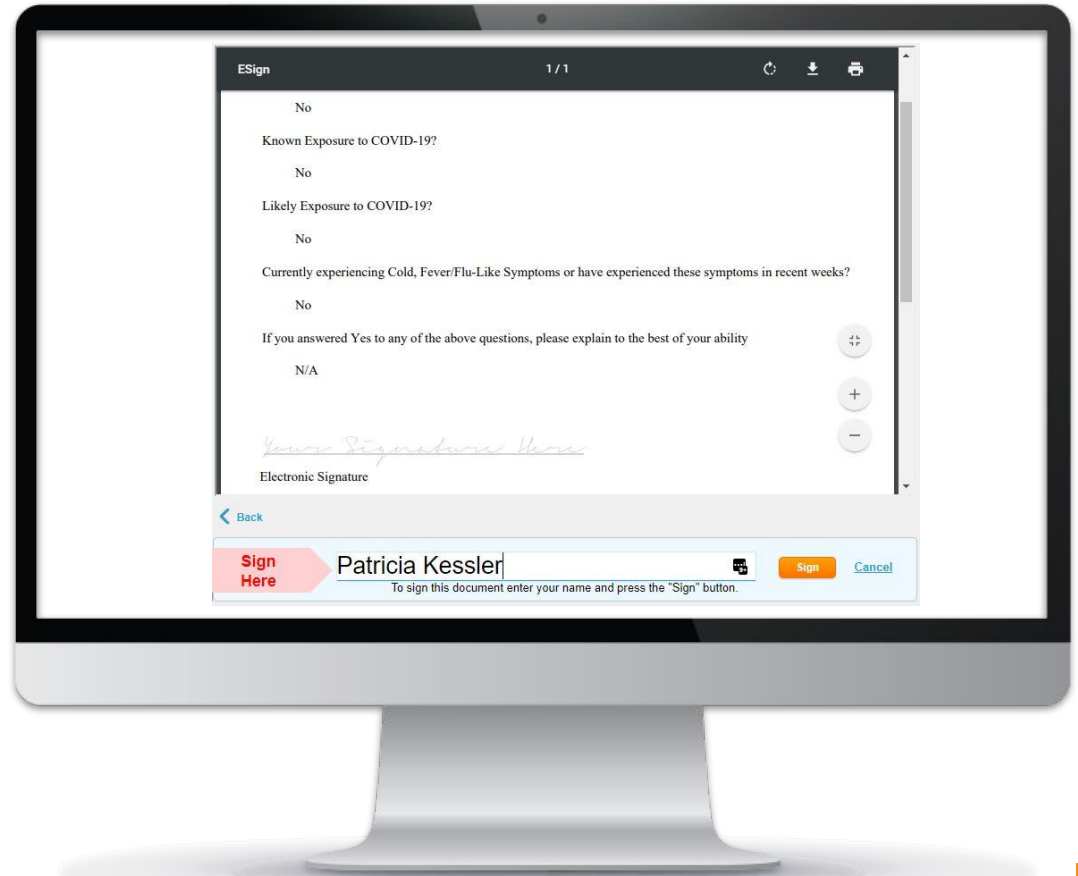 ESign 1 / 1
No
Known Exposure to COVID-19?
No
Likely Exposure to COVID-19?
No
Currently experiencing Cold, Fever/Flu-Like Symptoms or have experienced these symptoms in recent weeks?
No
If you answered Yes to any of the above questions, please explain to the best of your ability
N/A
Your Signature Here
Electronic Signature
Back
Sign Here
Patricia Kessler
Sign Cancel
To sign this document enter your name and press the "Sign" button.